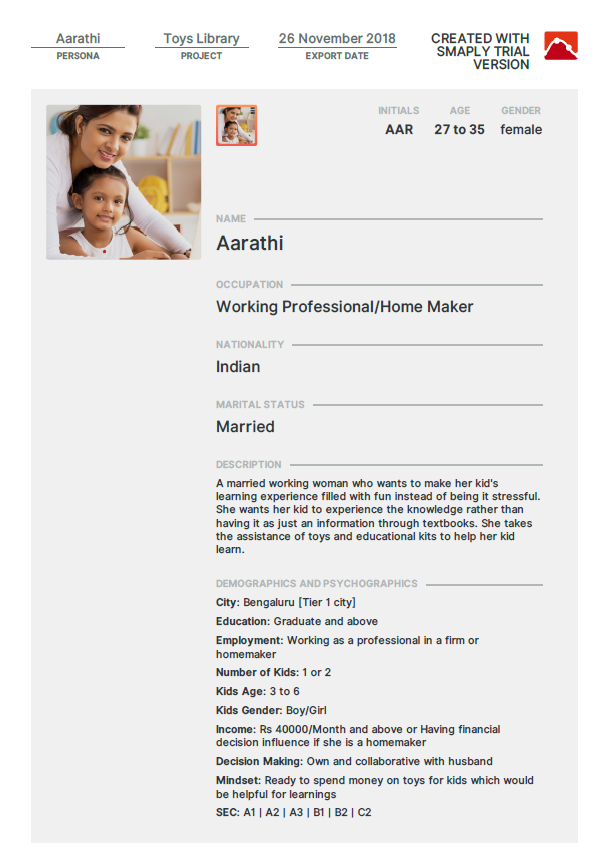 Aarathi
PERSONA
Toys Library
PROJECT
26 November 2018
EXPORT DATE
CREATED WITH
SMAPLY TRIAL
VERSION
INITIALS
AAR
AGE
27 to 35
GENDER
female
NAME
Aarathi
OCCUPATION
Working Professional/Home Maker
NATIONALITY
Indian
MARITAL STATUS
Married
DESCRIPTION
A married working woman who wants to make her kid's
learning experience filled with fun instead of being it stressful.
She wants her kid to experience the knowledge rather than
having it as just an information through textbooks. She takes
the assistance of toys and educational kits to help her kid
learn.
DEMOGRAPHICS AND PSYCHOGRAPHICS
City: Bengaluru [Tier 1 city]
Education: Graduate and above
Employment: Working as a professional in a firm or
homemaker
Number of Kids: 1 or 2
Kids Age: 3 to 6
Kids Gender: Boy/Girl
Income: Rs 40000/Month and above or Having financial
decision influence if she is a homemaker
Decision Making: Own and collaborative with husband
Mindset: Ready to spend money on toys for kids which would
be helpful for learnings
SEC: A1 | A2 | A3 | B1 | B2 | C2